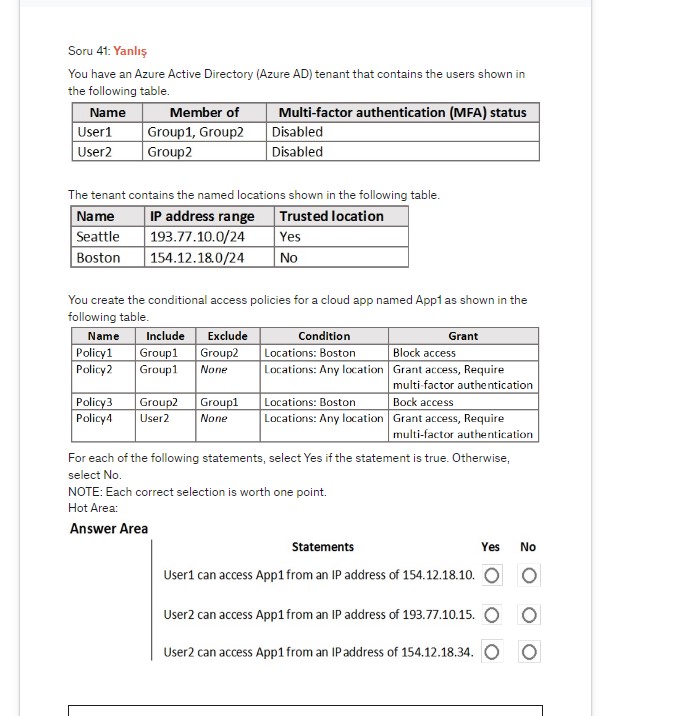 Soru 41: Yanlış
You have an Azure Active Directory (Azure AD) tenant that contains the users shown in
the following table.
Name Member of Multi-factor authentication (MFA) status
User1 Group1, Group2 Disabled
User2 Group2 Disabled
The tenant contains the named locations shown in the following table.
Name IP address range Trusted location
Seattle 193.77.10.0/24 Yes
Boston 154.12.18.0/24 No
You create the conditional access policies for a cloud app named App1 as shown in the
following table.
Name Include Exclude Condition Grant
Policy1 Group1 Group2 Locations: Boston Block access
Policy2 Group1 None Locations: Any location Grant access, Require
multi-factor authentication
Policy3 Group2 Group1 Locations: Boston Bock access
Policy4 User2 None Locations: Any location Grant access, Require
multi-factor authentication
For each of the following statements, select Yes if the statement is true. Otherwise,
select No.
NOTE: Each correct selection is worth one point.
Hot Area:
Answer Area
Statements Yes No
User1 can access App1 from an IP address of 154.12.18.10.
User2 can access App1 from an IP address of 193.77.10.15.
User2 can access App1 from an IP address of 154.12.18.34.